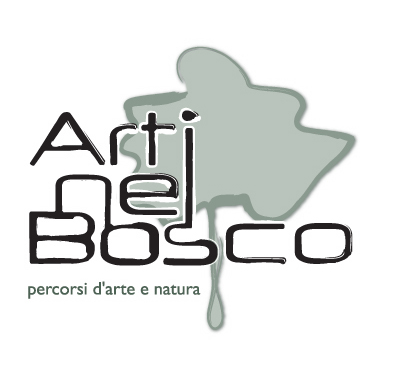 Arti
nel
Bosco
percorsi d'arte e natura